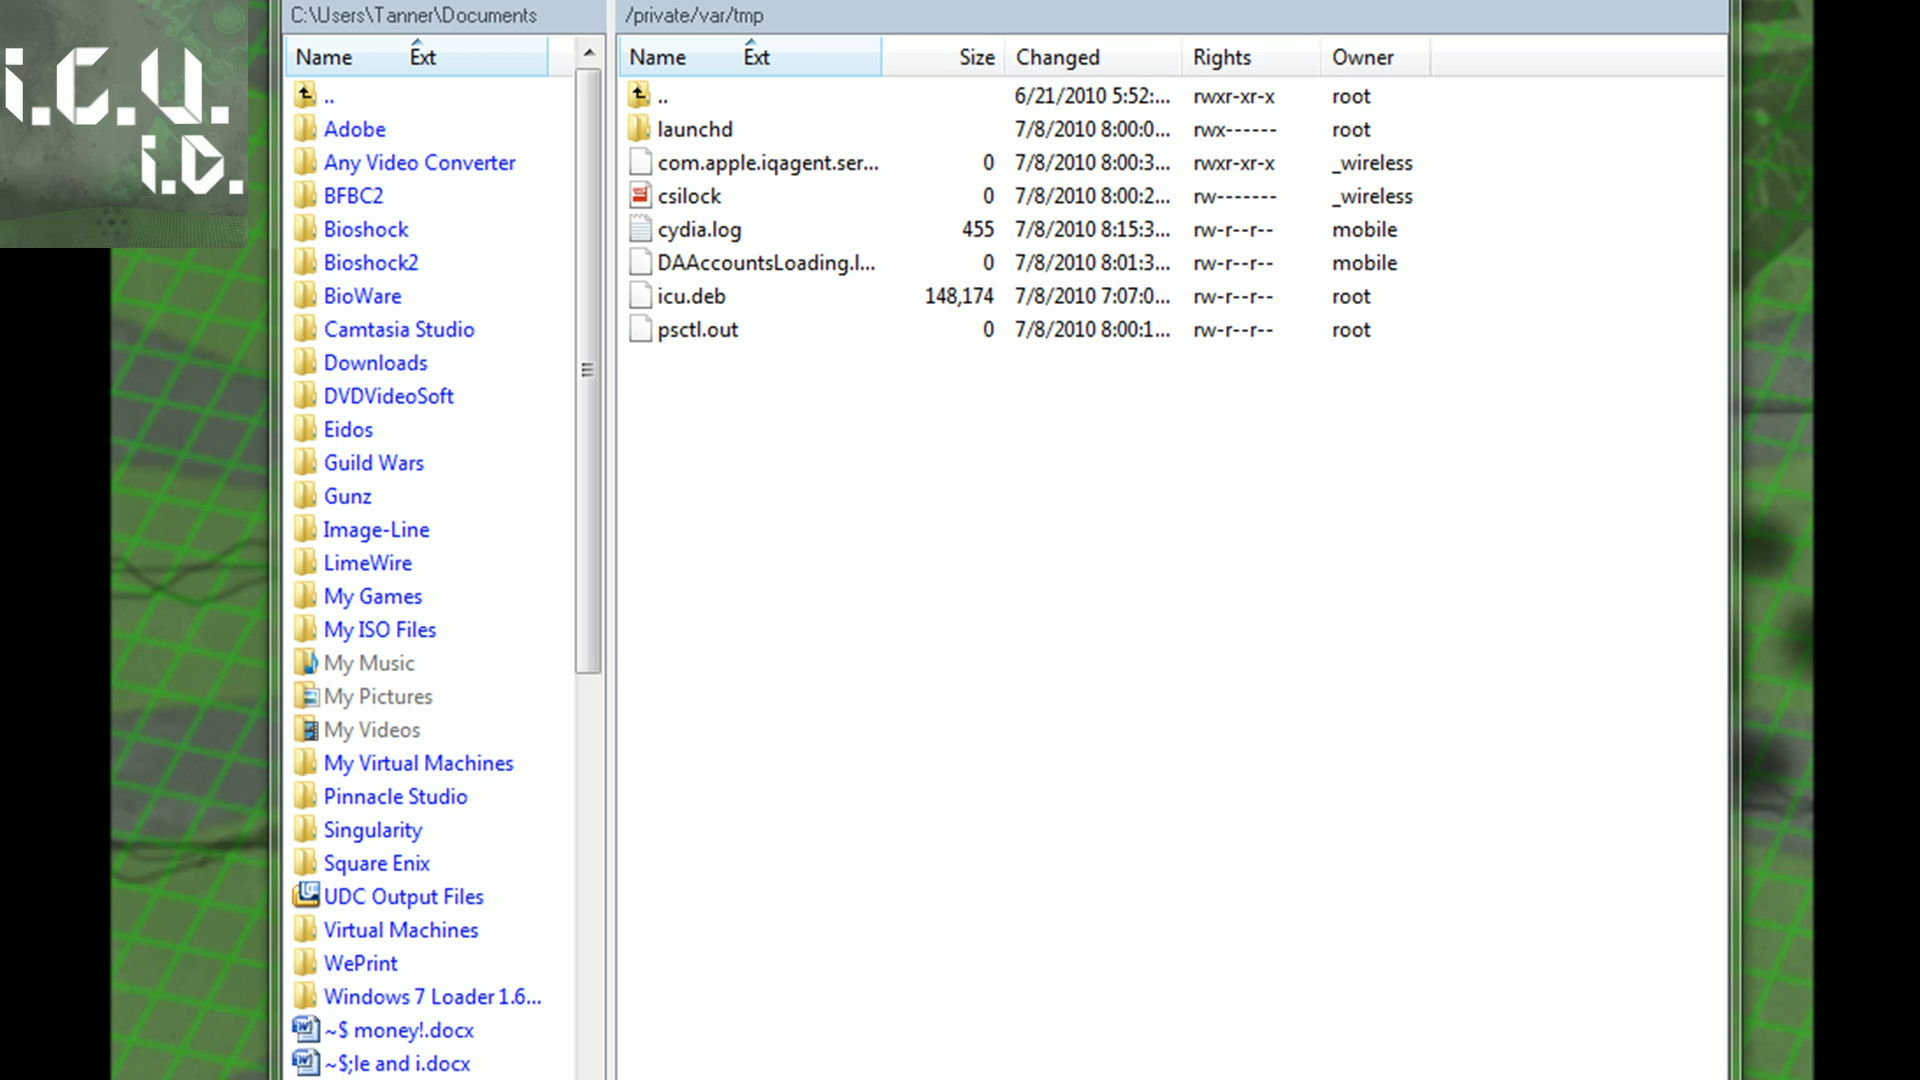 i.C.U.
i.D.
C:\Users\Tanner\Documents
Name Ext
..
Adobe
Any Video Converter
BFBC2
Bioshock
Bioshock2
BioWare
Camtasia Studio
Downloads
DVDVideoSoft
Eidos
Guild Wars
Gunz
Image-Line
LimeWire
My Games
My ISO Files
My Music
My Pictures
My Videos
My Virtual Machines
Pinnacle Studio
Singularity
Square Enix
UDC Output Files
Virtual Machines
WePrint
Windows 7 Loader 1.6...
~$ money!.docx
~$;le and i.docx
/private/var/tmp
Name Ext Size Changed Rights Owner
.. 6/21/2010 5:52:... rwxr-xr-x root
launchd 7/8/2010 8:00:0... rwx------ root
com.apple.iqagent.ser... 0 7/8/2010 8:00:3... rwxr-xr-x _wireless
csilock 0 7/8/2010 8:00:2... rw------- _wireless
cydia.log 455 7/8/2010 8:15:3... rw-r--r-- mobile
DAAccountsLoading.l... 0 7/8/2010 8:01:3... rw-r--r-- mobile
icu.deb 148,174 7/8/2010 7:07:0... rw-r--r-- root
psctl.out 0 7/8/2010 8:00:1... rw-r--r-- root